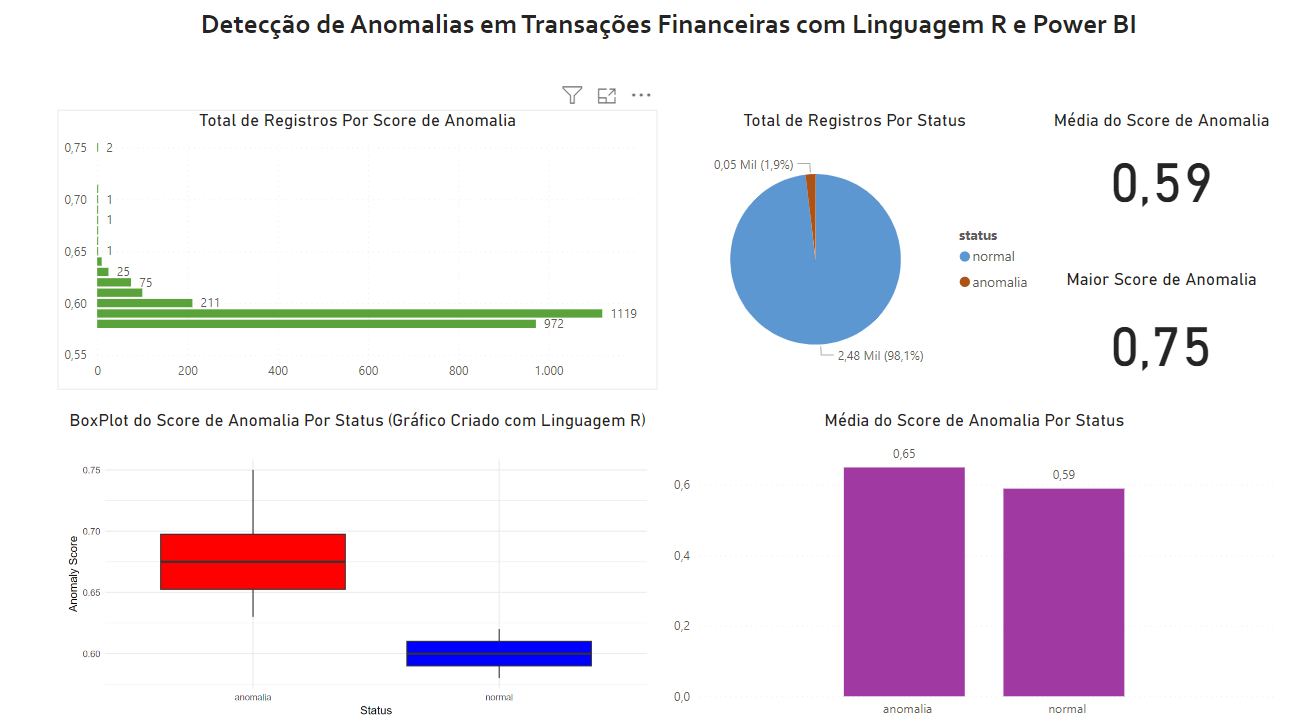 Detecção de Anomalias em Transações Financeiras com Linguagem R e Power BI
Total de Registros Por Score de Anomalia
0,75
2
0,70
1
1
0,65
1
25
75
0,60
211
1119
972
0,55
0
200
400
600
800
1.000
Total de Registros Por Status
0,05 Mil (1,9%)
2,48 Mil (98,1%)
status
normal
anomalia
Média do Score de Anomalia
0,59
Maior Score de Anomalia
0,75
BoxPlot do Score de Anomalia Por Status (Gráfico Criado com Linguagem R)
Anomaly Score
0.75
0.70
0.65
0.60
anomalia
normal
Status
Média do Score de Anomalia Por Status
0,65
0,59
0,6
0,4
0,2
0,0
anomalia
normal